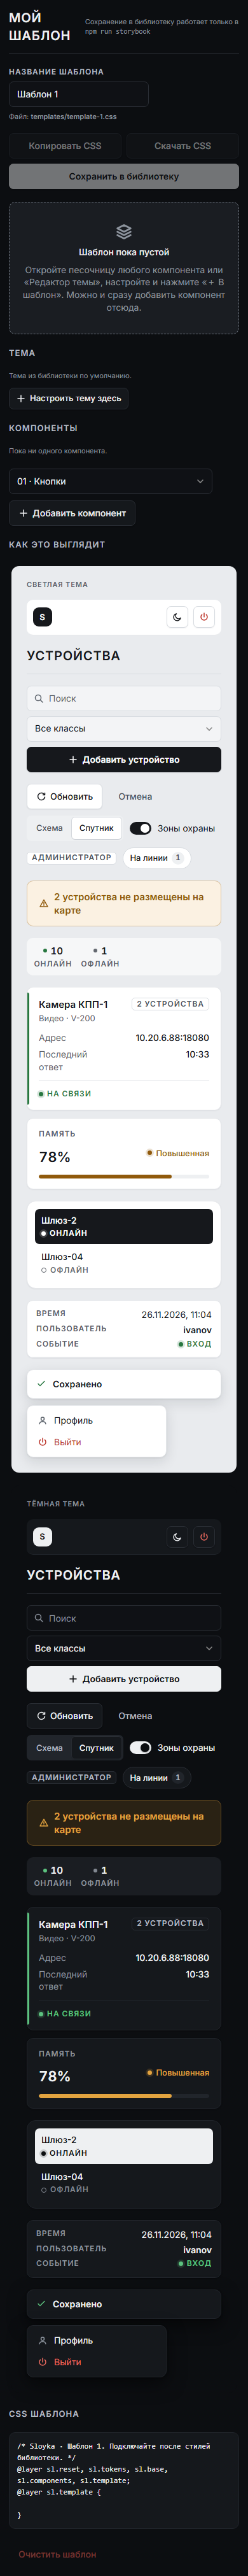 МОЙ
ШАБЛОН
Сохранение в библиотеку работает только в
npm run storybook
НАЗВАНИЕ ШАБЛОНА
Шаблон 1
Файл: templates/template-1.css
Копировать CSS
Скачать CSS
Сохранить в библиотеку
Шаблон пока пустой
Откройте песочницу любого компонента или
«Редактор темы», настройте и нажмите «＋ В
шаблон». Можно и сразу добавить компонент
отсюда.
ТЕМА
Тема из библиотеки по умолчанию.
Настроить тему здесь
КОМПОНЕНТЫ
Пока ни одного компонента.
01 · Кнопки
Добавить компонент
КАК ЭТО ВЫГЛЯДИТ
СВЕТЛАЯ ТЕМА
S
УСТРОЙСТВА
Поиск
Все классы
Добавить устройство
Обновить
Отмена
Схема
Спутник
Зоны охраны
АДМИНИСТРАТОР
На линии 1
2 устройства не размещены на
карте
10
ОНЛАЙН
1
ОФЛАЙН
Камера КПП-1
2 УСТРОЙСТВА
Видео · V-200
Адрес
10.20.6.88:18080
Последний
ответ
10:33
НА СВЯЗИ
ПАМЯТЬ
78%
Повышенная
Шлюз-2
ОНЛАЙН
Шлюз-04
ОФЛАЙН
ВРЕМЯ
26.11.2026, 11:04
ПОЛЬЗОВАТЕЛЬ
ivanov
СОБЫТИЕ
ВХОД
Сохранено
Профиль
Выйти
ТЁМНАЯ ТЕМА
S
УСТРОЙСТВА
Поиск
Все классы
Добавить устройство
Обновить
Отмена
Схема
Спутник
Зоны охраны
АДМИНИСТРАТОР
На линии 1
2 устройства не размещены на
карте
10
ОНЛАЙН
1
ОФЛАЙН
Камера КПП-1
2 УСТРОЙСТВА
Видео · V-200
Адрес
10.20.6.88:18080
Последний
ответ
10:33
НА СВЯЗИ
ПАМЯТЬ
78%
Повышенная
Шлюз-2
ОНЛАЙН
Шлюз-04
ОФЛАЙН
ВРЕМЯ
26.11.2026, 11:04
ПОЛЬЗОВАТЕЛЬ
ivanov
СОБЫТИЕ
ВХОД
Сохранено
Профиль
Выйти
CSS ШАБЛОНА
/* Sloyka - Шаблон 1. Подключайте после стилей
библиотеки. */
@layer sl.reset, sl.tokens, sl.base,
sl.components, sl.template;
@layer sl.template {
}
Очистить шаблон